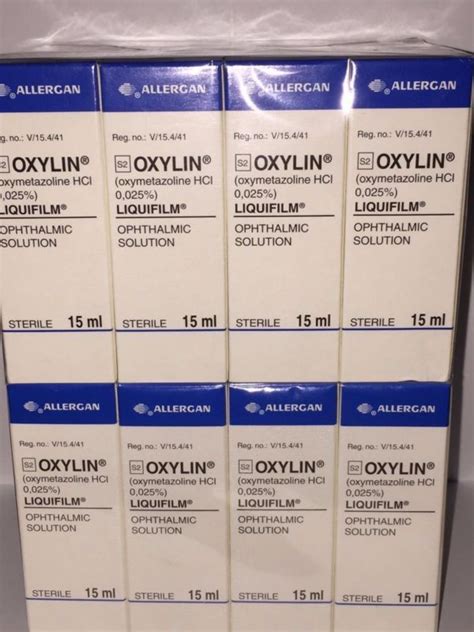 ALLERGAN
g. no.: V/15.4/41
S2 OXYLIN®
oxymetazoline HCl
0,025%)
LIQUIFILM®
OPHTHALMIC
SOLUTION
STERILE 15 ml
ALLERGAN
Reg. no.: V/15.4/41
S2 OXYLIN®
(oxymetazoline HCl
0,025%)
LIQUIFILM®
OPHTHALMIC
SOLUTION
STERILE 15 ml
ALLERGAN
Reg. no.: V/15.4/41
S2 OXYLIN®
(oxymetazoline HCl
0,025%)
LIQUIFILM®
OPHTHALMIC
SOLUTION
STERILE 15 ml
ALLERGAN
Reg. no.: V/15.4/41
S2 OXYLIN®
(oxymetazoline HCl
0,025%)
LIQUIFILM®
OPHTHALMIC
SOLUTION
STERILE 15 ml
ALLERGAN
Reg. no.: V/15.4/41
S2 OXYLIN®
(oxymetazoline HCl
0,025%)
LIQUIFILM®
OPHTHALMIC
SOLUTION
STERILE 15 ml
ALLERGAN
Reg. no.: V/15.4/41
S2 OXYLIN®
(oxymetazoline HCl
0,025%)
LIQUIFILM®
OPHTHALMIC
SOLUTION
STERILE 15 ml
ALLERGAN
Reg. no.: V/15.4/41
S2 OXYLIN®
(oxymetazoline HCl
0,025%)
LIQUIFILM®
OPHTHALMIC
SOLUTION
STERILE 15 ml
ALLERGAN
Reg. no.: V/15.4/41
S2 OXYLIN®
(oxymetazoline HCl
0,025%)
LIQUIFILM®
OPHTHALMIC
SOLUTION
STERILE 15 ml